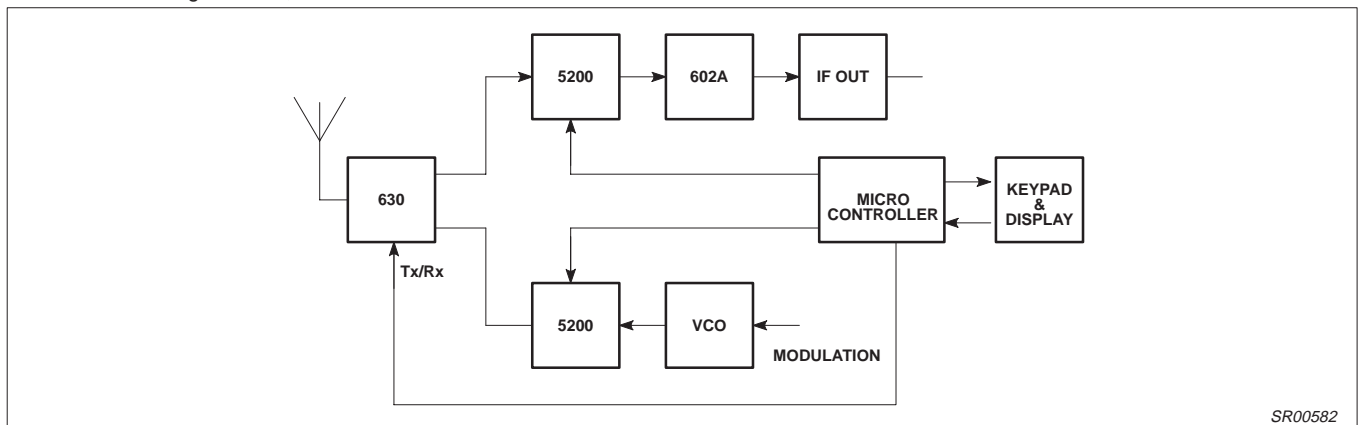 5200
602A
IF OUT
630
MICRO
CONTROLLER
KEYPAD
&
DISPLAY
Tx/Rx
5200
VCO
MODULATION
SR00582